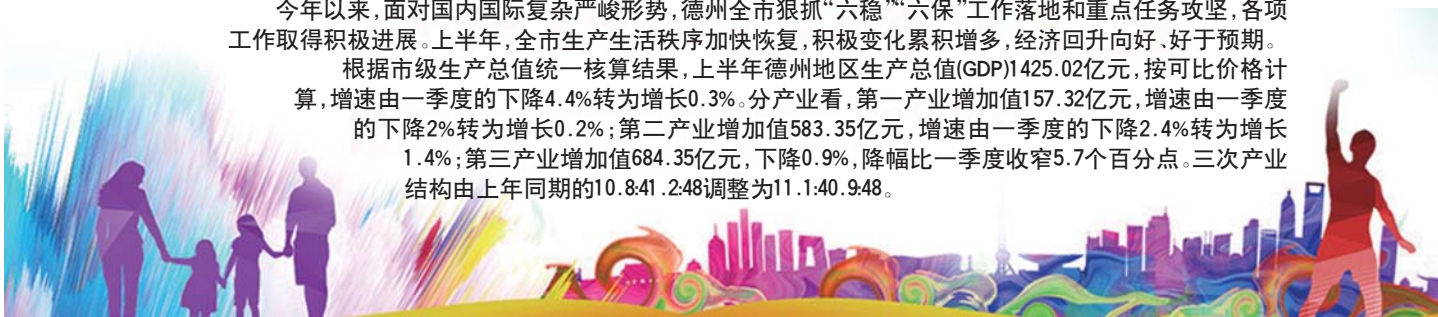 今年以来，面对国内国际复杂严峻形势，德州全市狠抓“六稳”“六保”工作落地和重点任务攻坚，各项
工作取得积极进展。上半年，全市生产生活秩序加快恢复，积极变化累积增多，经济回升向好、好于预期。
根据市级生产总值统一核算结果，上半年德州地区生产总值(GDP)1425.02亿元，按可比价格计
算，增速由一季度的下降4.4%转为增长0.3%。分产业看，第一产业增加值157.32亿元，增速由一季度
的下降2%转为增长0.2%；第二产业增加值583.35亿元，增速由一季度的下降2.4%转为增长
1.4%；第三产业增加值684.35亿元，下降0.9%，降幅比一季度收窄5.7个百分点。三次产业
结构由上年同期的10.8:41.2:48调整为11.1:40.9:48。